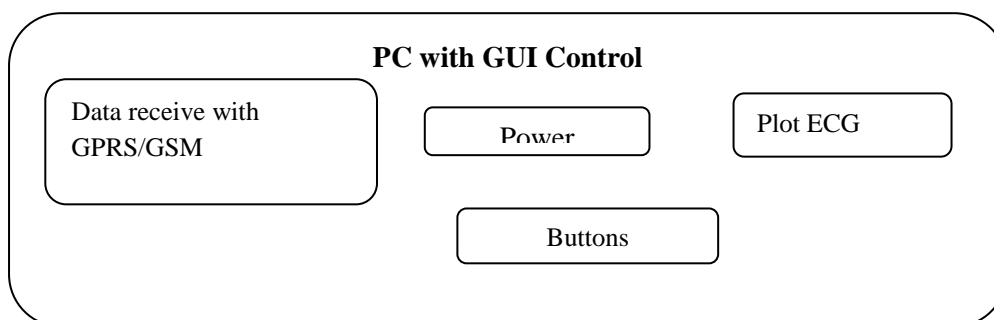 PC with GUI Control
Data receive with
GPRS/GSM
Power
Plot ECG
Buttons